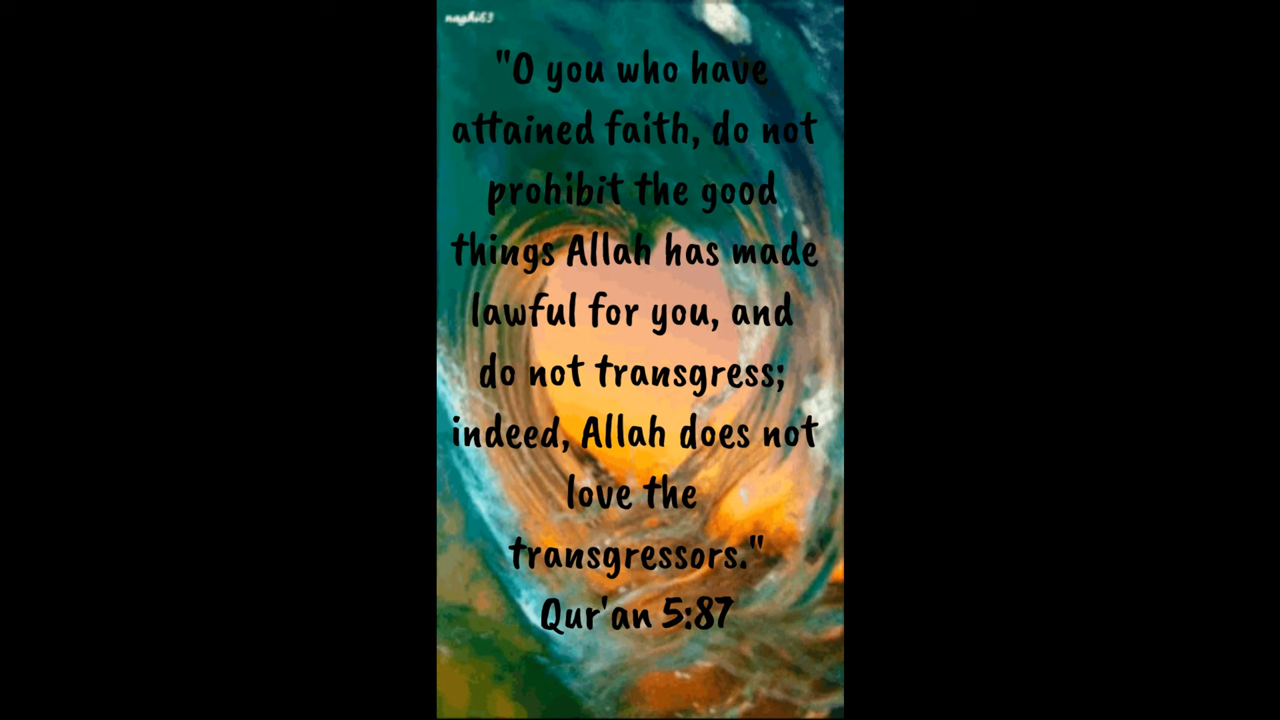 naghi63
"O you who have
attained faith, do not
prohibit the good
things Allah has made
lawful for you, and
do not transgress;
indeed, Allah does not
love the
transgressors."
Qur'an 5:87